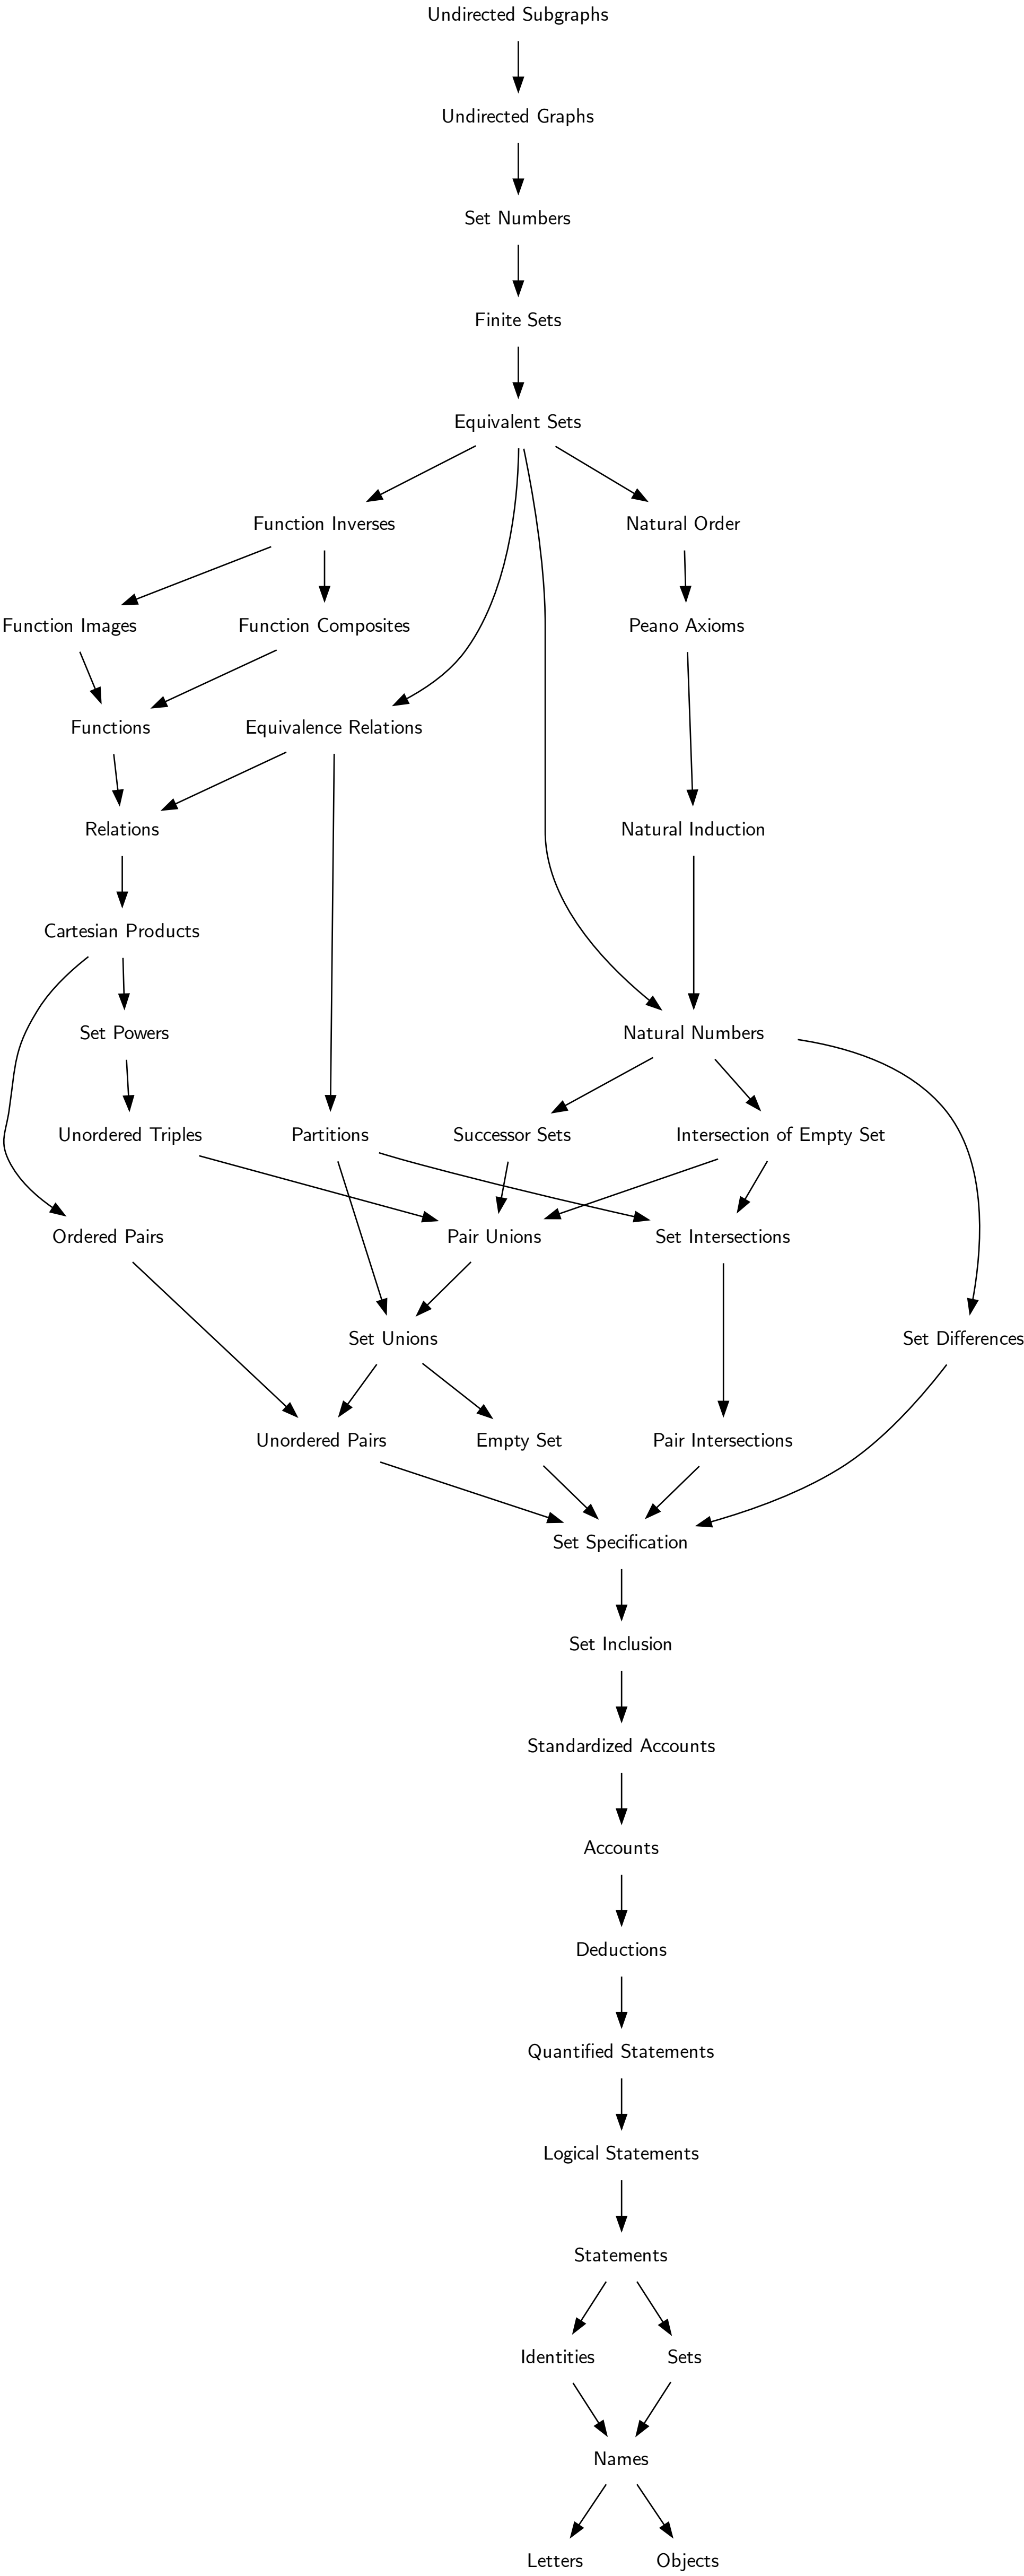 Undirected Subgraphs
Undirected Graphs
Set Numbers
Finite Sets
Equivalent Sets
Function Inverses
Natural Order
Function Images
Function Composites
Peano Axioms
Functions
Equivalence Relations
Relations
Natural Induction
Cartesian Products
Set Powers
Natural Numbers
Unordered Triples
Partitions
Successor Sets
Intersection of Empty Set
Ordered Pairs
Pair Unions
Set Intersections
Set Unions
Set Differences
Unordered Pairs
Empty Set
Pair Intersections
Set Specification
Set Inclusion
Standardized Accounts
Accounts
Deductions
Quantified Statements
Logical Statements
Statements
Identities
Sets
Names
Letters
Objects